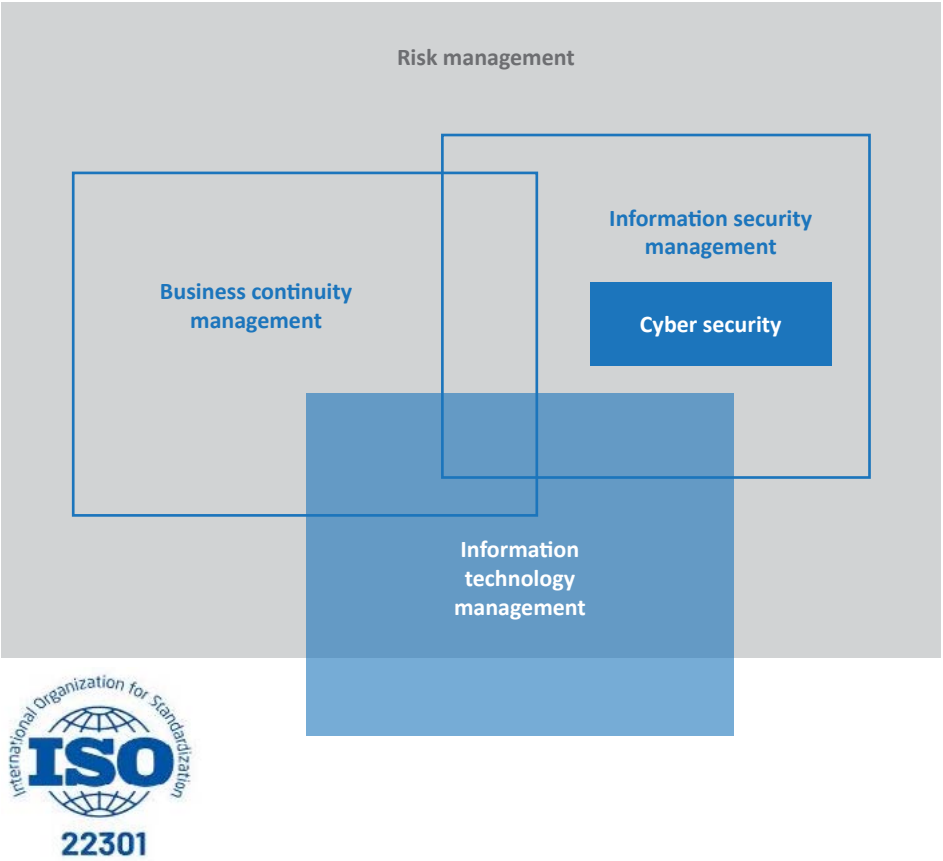 Risk management
Information security
management
Business continuity
management
Cyber security
Information
technology
management
International Organization for Standardization
ISO
22301